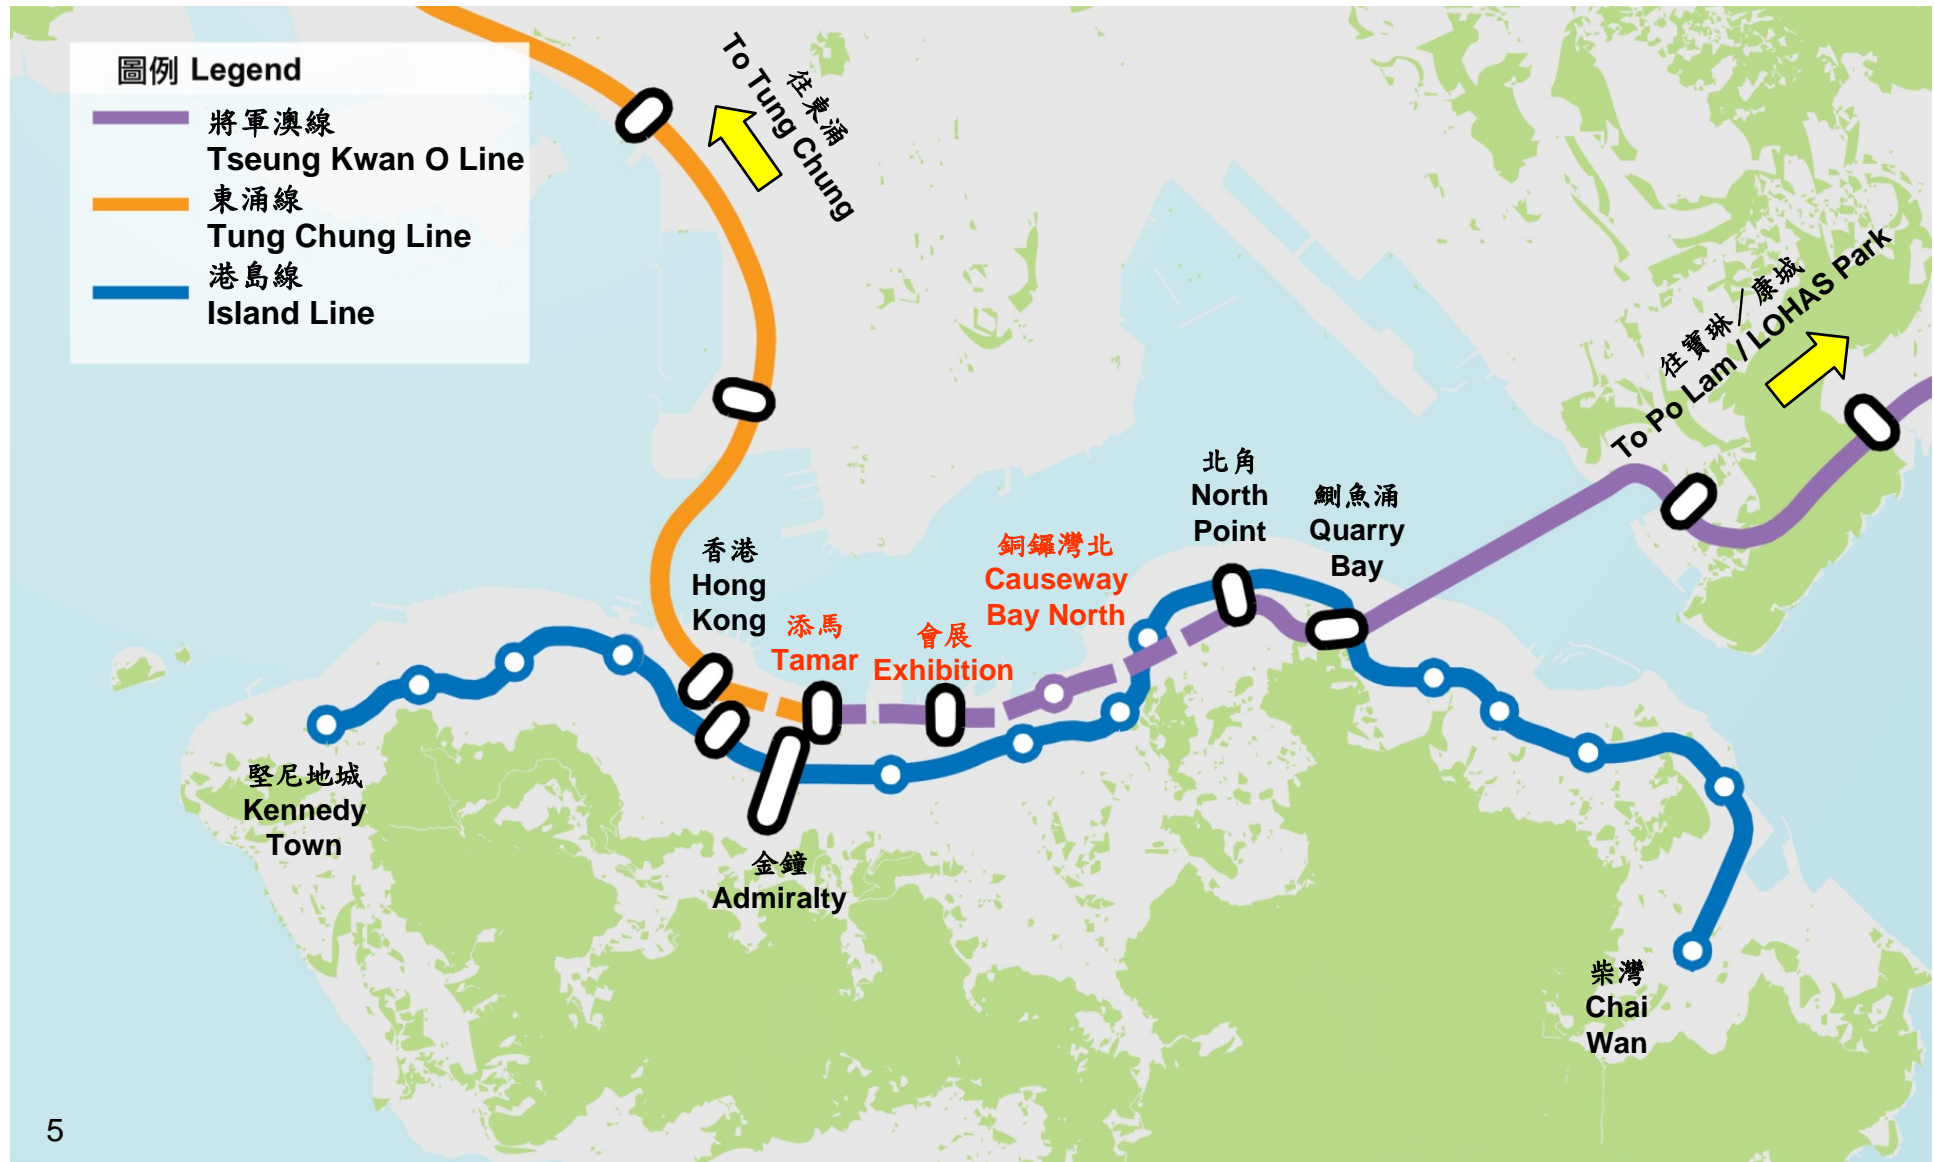 圖例 Legend
將軍澳線
Tseung Kwan O Line
東涌線
Tung Chung Line
港島線
Island Line
往東涌
To Tung Chung
往寶琳／康城
To Po Lam / LOHAS Park
北角
North
Point
鰂魚涌
Quarry
Bay
銅鑼灣北
Causeway
Bay North
香港
Hong
Kong
添馬
Tamar
會展
Exhibition
堅尼地城
Kennedy
Town
金鐘
Admiralty
柴灣
Chai
Wan
5